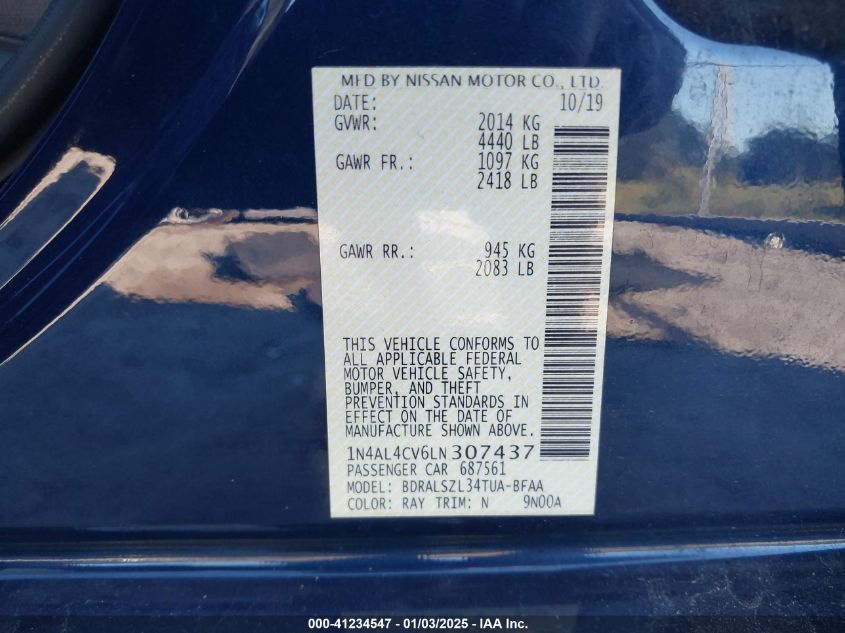 MFD BY NISSAN MOTOR CO., LTD.
DATE: 10/19
GVWR: 2014 KG
4440 LB
GAWR FR.: 1097 KG
2418 LB
GAWR RR.: 945 KG
2083 LB
THIS VEHICLE CONFORMS TO
ALL APPLICABLE FEDERAL
MOTOR VEHICLE SAFETY,
BUMPER, AND THEFT
PREVENTION STANDARDS IN
EFFECT ON THE DATE OF
MANUFACTURE SHOWN ABOVE.
1N4AL4CV6LN307437
PASSENGER CAR 687561
MODEL: BDRALSZL34TUA-BFAA
COLOR: RAY TRIM: N 9N00A
000-41234547 - 01/03/2025 - IAA Inc.